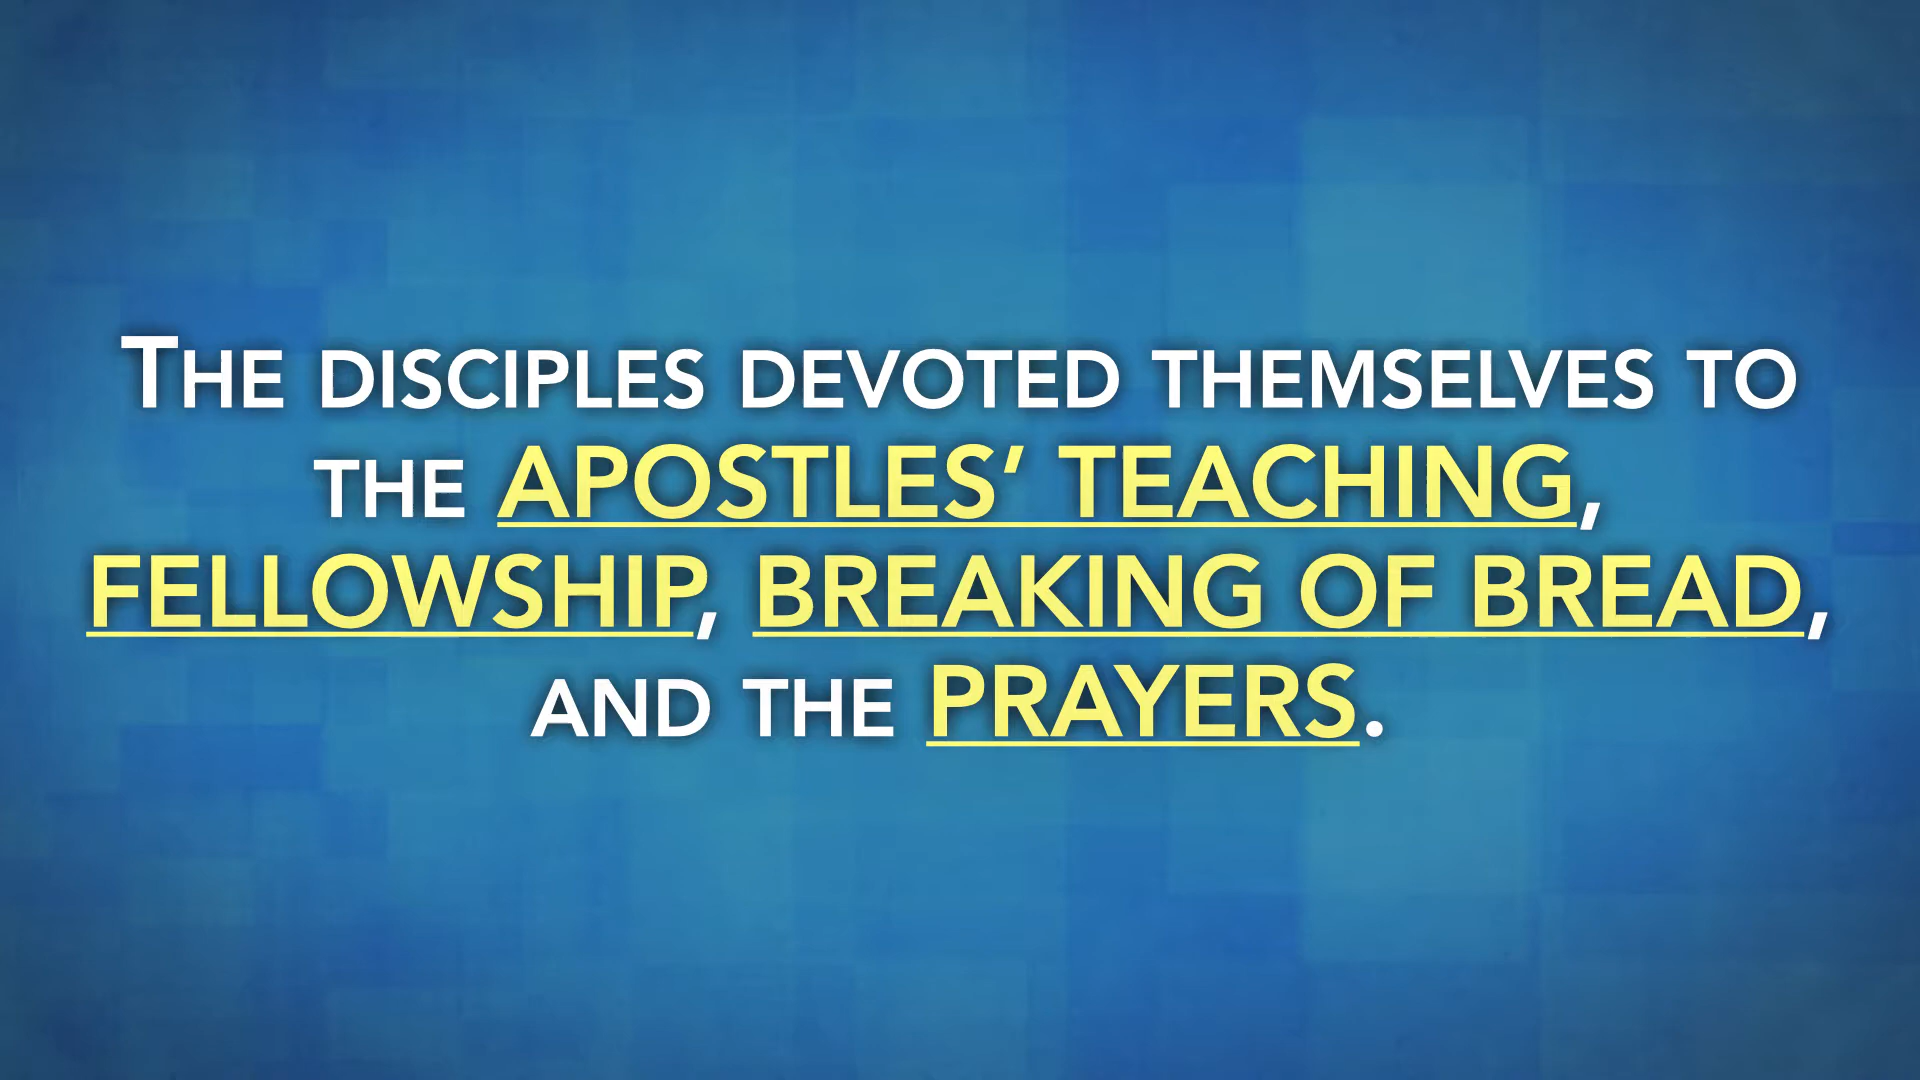 The disciples devoted themselves to
the APOSTLES’ TEACHING,
FELLOWSHIP, BREAKING OF BREAD,
and the PRAYERS.